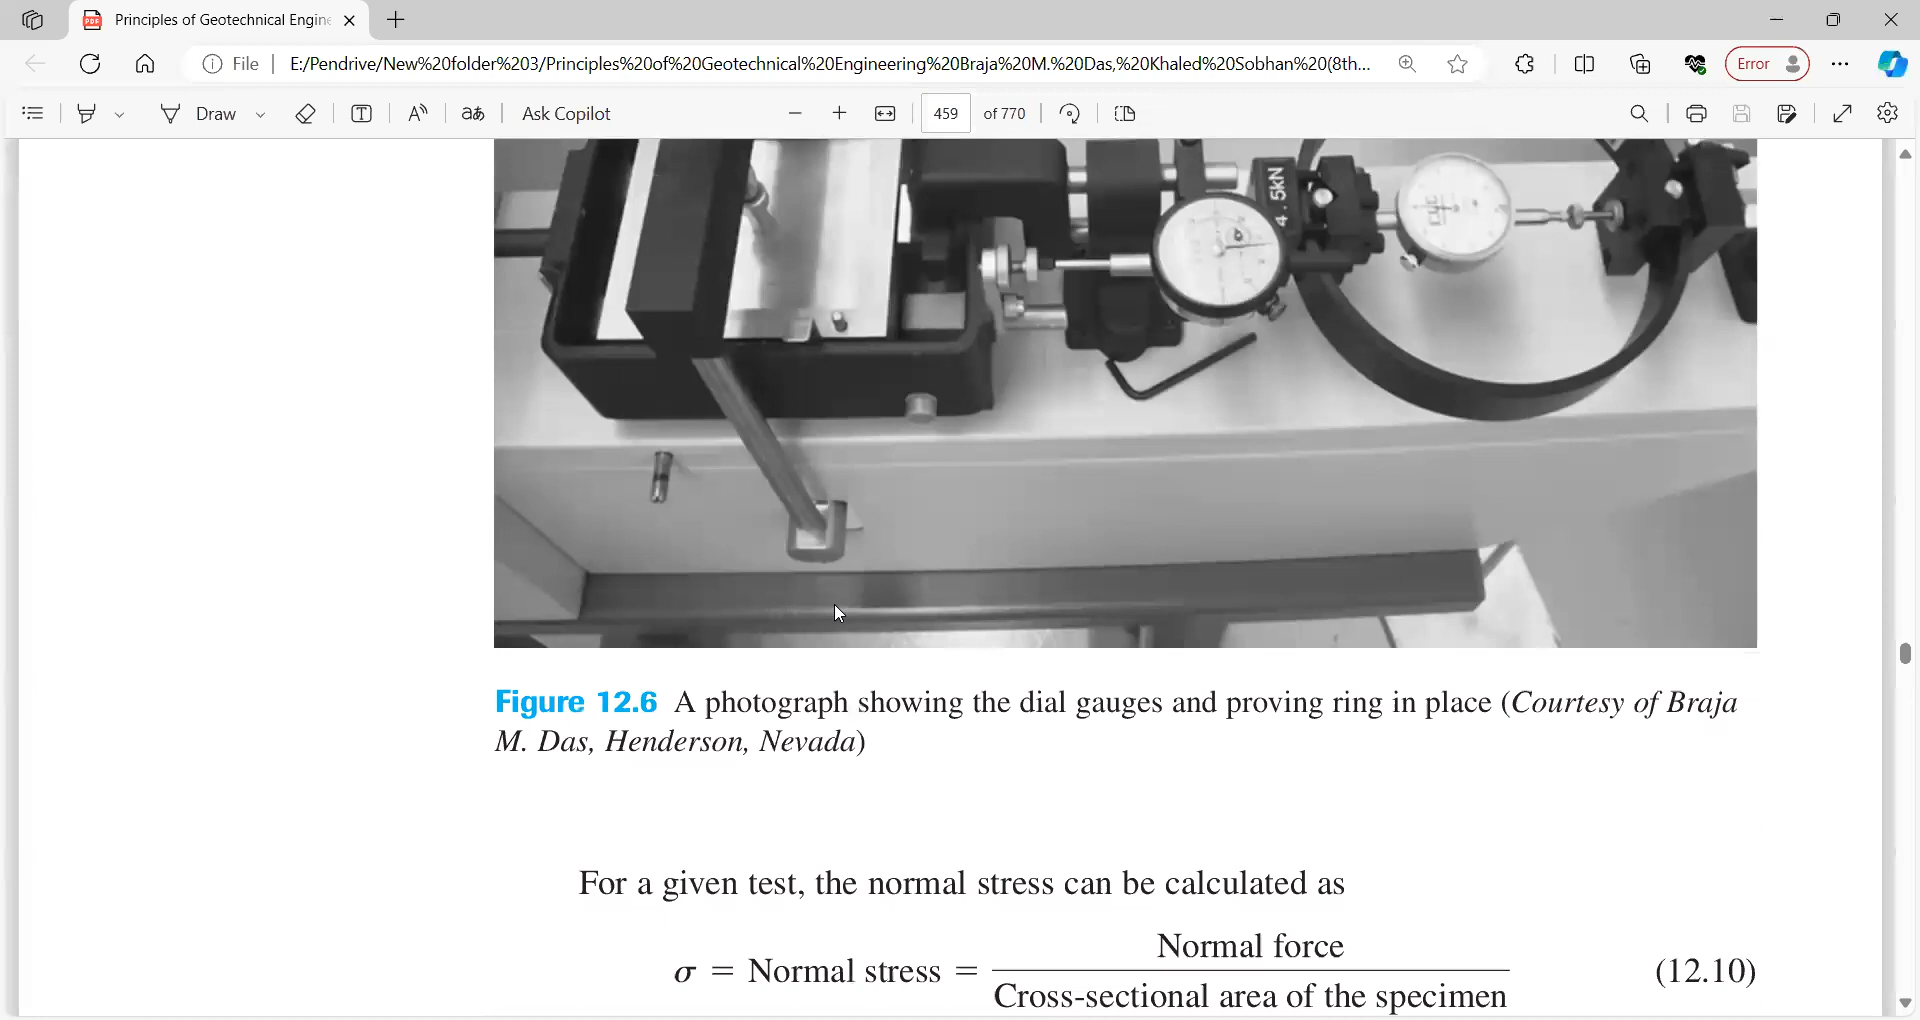 Principles of Geotechnical Engine
File
E:/Pendrive/New%20folder%203/Principles%20of%20Geotechnical%20Engineering%20Braja%20M.%20Das,%20Khaled%20Sobhan%20(8th...
Error
Draw
Ask Copilot
459 of 770
4.5kN
Figure 12.6 A photograph showing the dial gauges and proving ring in place (Courtesy of Braja
M. Das, Henderson, Nevada)
For a given test, the normal stress can be calculated as
σ = Normal stress = Normal force
Cross-sectional area of the specimen
(12.10)